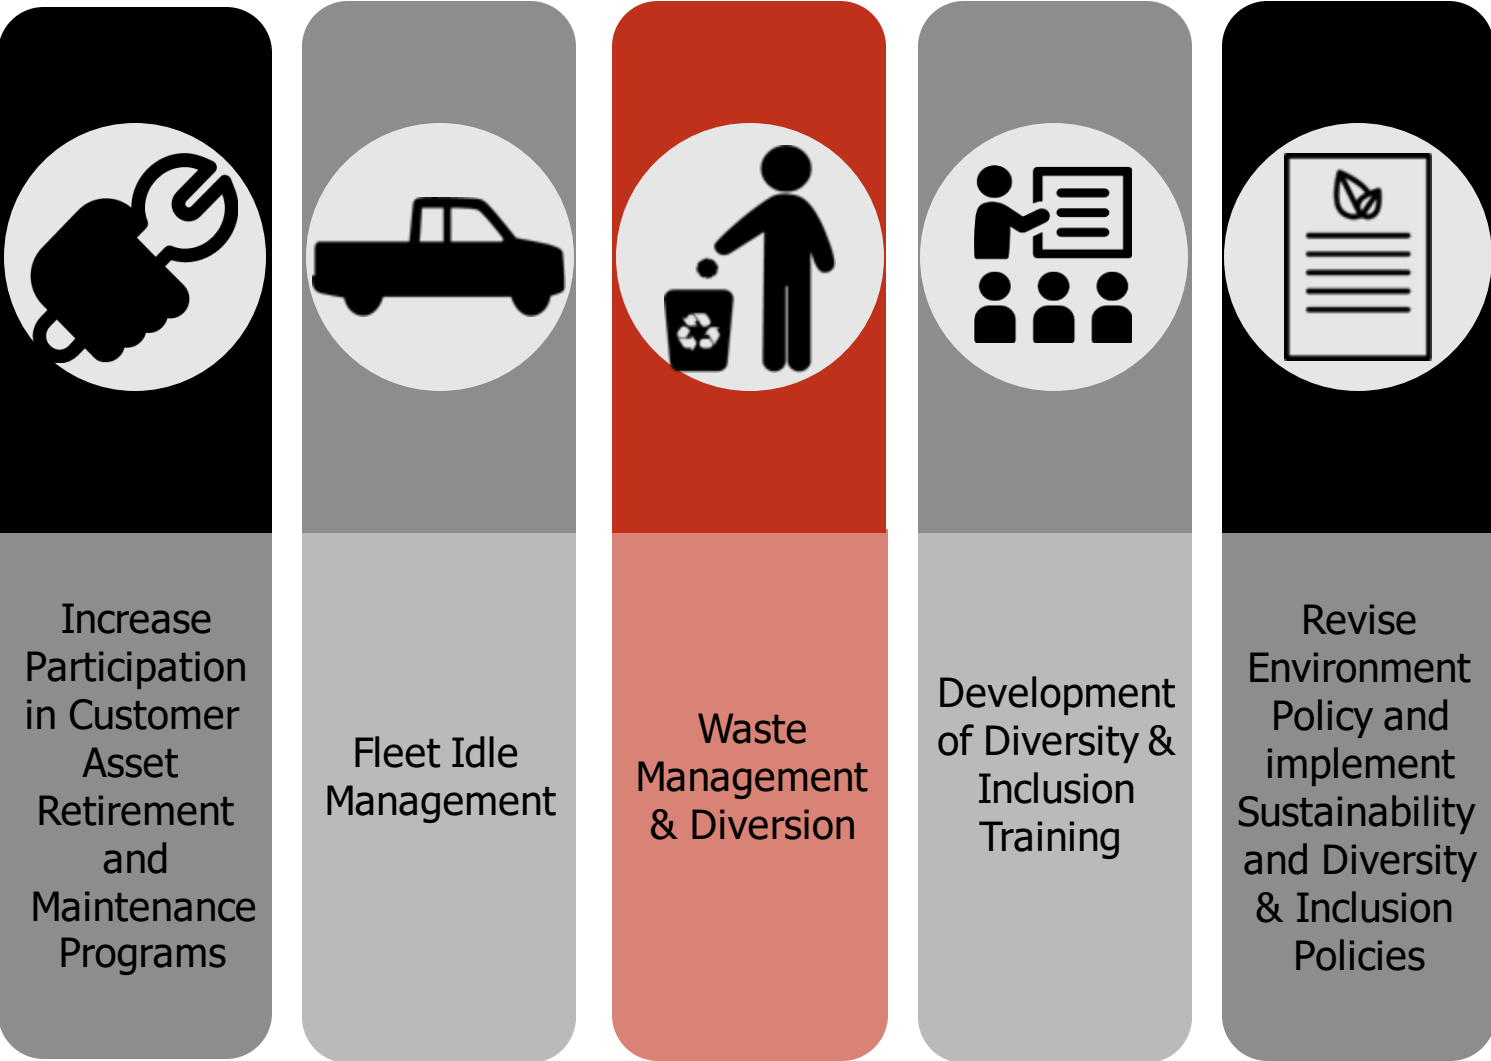 Increase
Participation
in Customer
Asset
Retirement
and
Maintenance
Programs
Fleet Idle
Management
Waste
Management
& Diversion
Development
of Diversity &
Inclusion
Training
Revise
Environment
Policy and
implement
Sustainability
and Diversity
& Inclusion
Policies